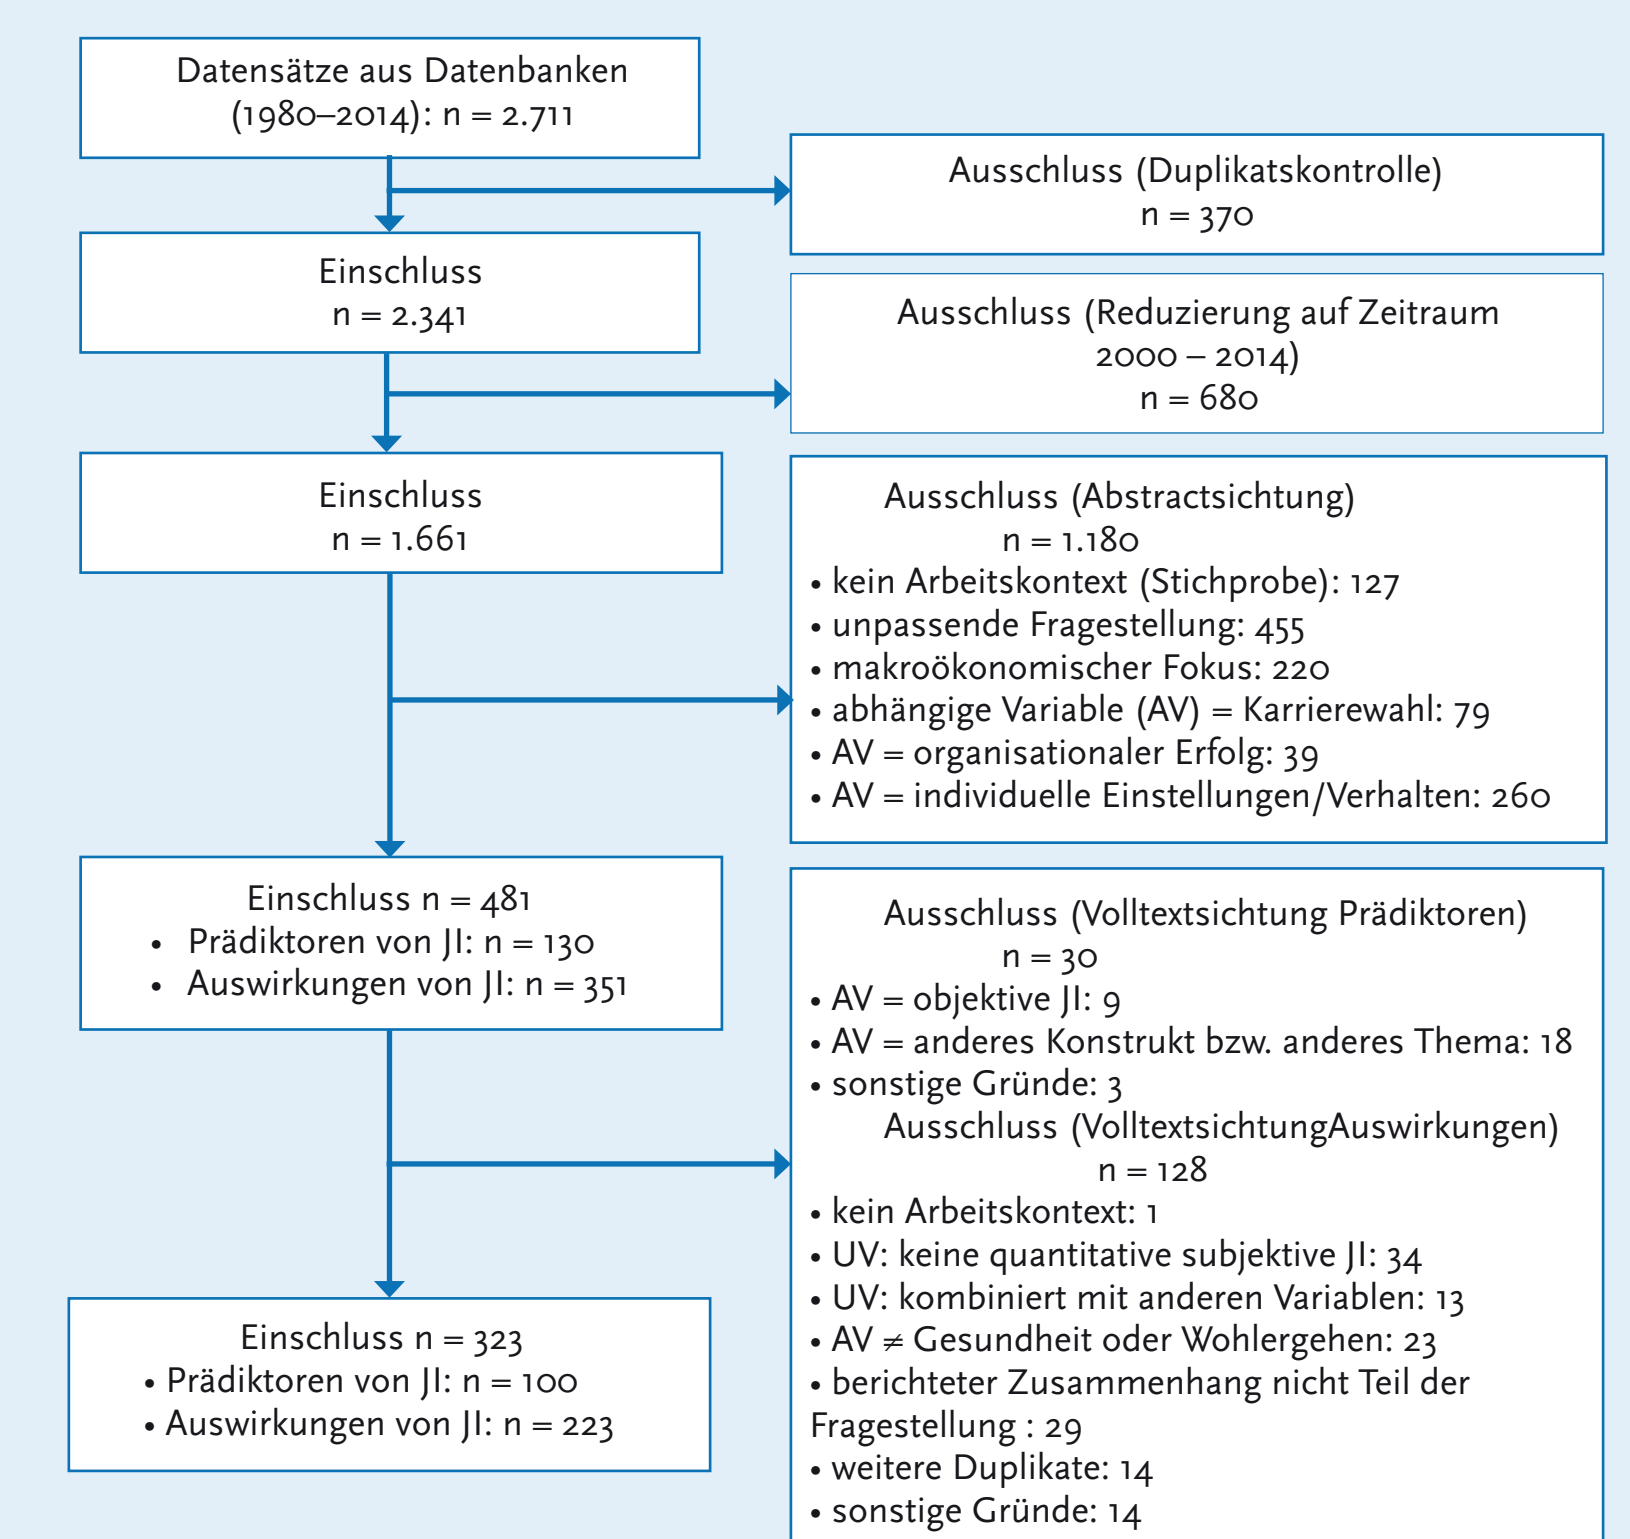 Datensätze aus Datenbanken
(1980–2014): n = 2.711
Ausschluss (Duplikatskontrolle)
n = 370
Einschluss
n = 2.341
Ausschluss (Reduzierung auf Zeitraum
2000 – 2014)
n = 680
Einschluss
n = 1.661
Ausschluss (Abstractsichtung)
n = 1.180
• kein Arbeitskontext (Stichprobe): 127
• unpassende Fragestellung: 455
• makroökonomischer Fokus: 220
• abhängige Variable (AV) = Karrierewahl: 79
• AV = organisationaler Erfolg: 39
• AV = individuelle Einstellungen/Verhalten: 260
Einschluss n = 481
• Prädiktoren von JI: n = 130
• Auswirkungen von JI: n = 351
Ausschluss (Volltextsichtung Prädiktoren)
n = 30
• AV = objektive JI: 9
• AV = anderes Konstrukt bzw. anderes Thema: 18
• sonstige Gründe: 3
Ausschluss (VolltextsichtungAuswirkungen)
n = 128
• kein Arbeitskontext: 1
• UV: keine quantitative subjektive JI: 34
• UV: kombiniert mit anderen Variablen: 13
• AV ≠ Gesundheit oder Wohlergehen: 23
• berichteter Zusammenhang nicht Teil der
Fragestellung : 29
• weitere Duplikate: 14
• sonstige Gründe: 14
Einschluss n = 323
• Prädiktoren von JI: n = 100
• Auswirkungen von JI: n = 223